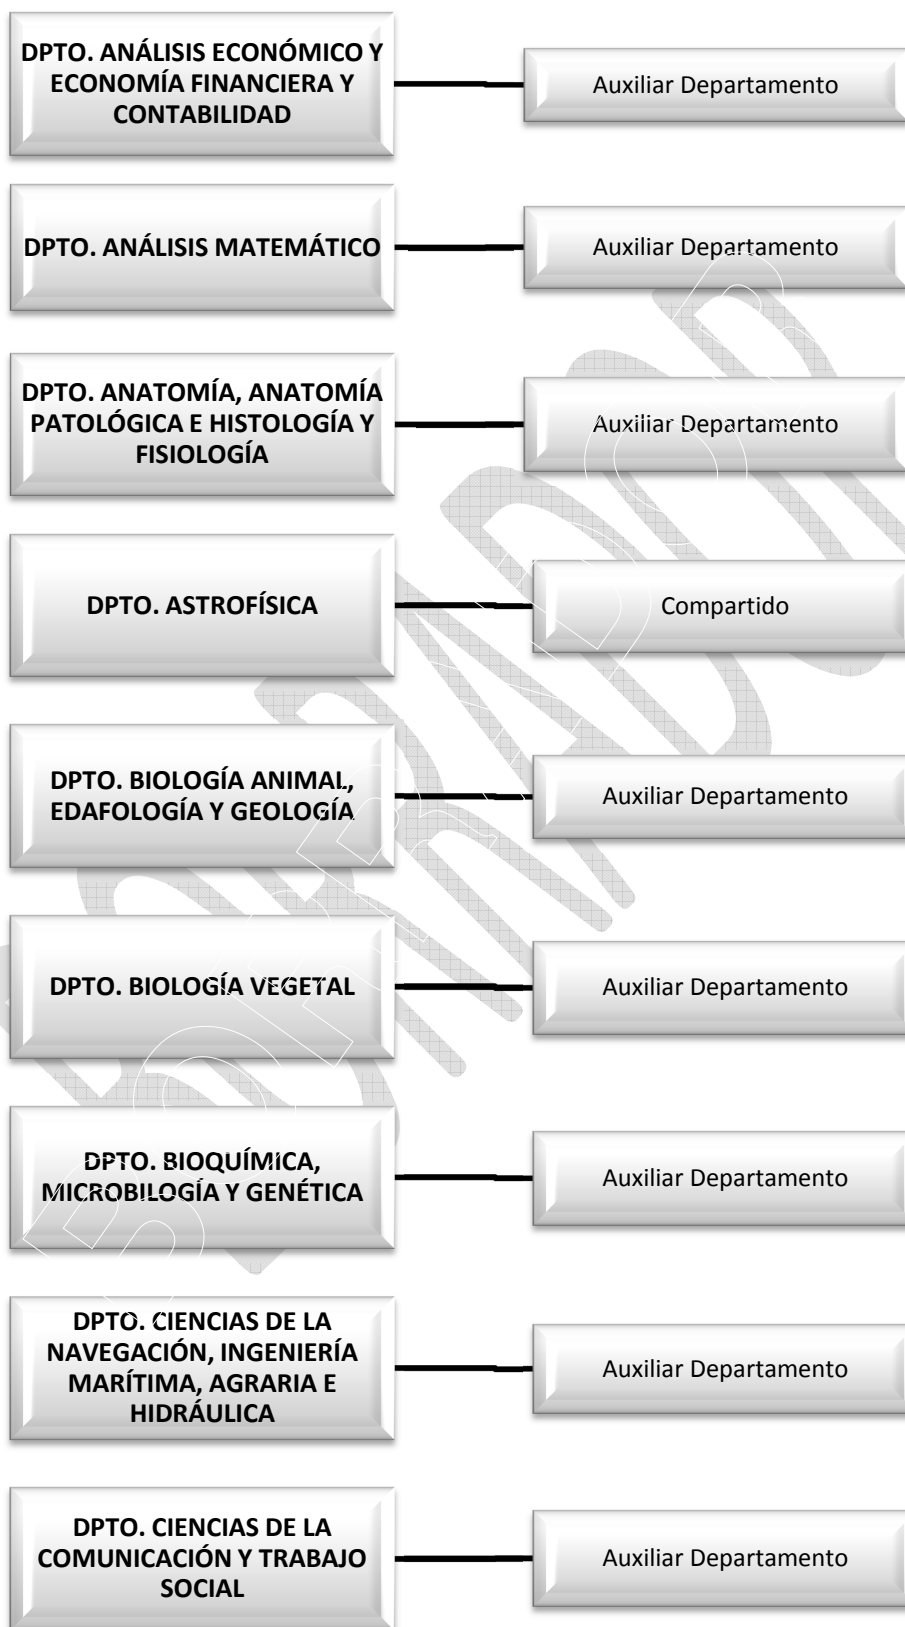 DPTO. ANÁLISIS ECONÓMICO Y
ECONOMÍA FINANCIERA Y
CONTABILIDAD
Auxiliar Departamento
DPTO. ANÁLISIS MATEMÁTICO
Auxiliar Departamento
DPTO. ANATOMÍA, ANATOMÍA
PATOLÓGICA E HISTOLOGÍA Y
FISIOLOGÍA
Auxiliar Departamento
DPTO. ASTROFÍSICA
Compartido
DPTO. BIOLOGÍA ANIMAL,
EDAFOLOGÍA Y GEOLOGÍA
Auxiliar Departamento
DPTO. BIOLOGÍA VEGETAL
Auxiliar Departamento
DPTO. BIOQUÍMICA,
MICROBILOGÍA Y GENÉTICA
Auxiliar Departamento
DPTO. CIENCIAS DE LA
NAVEGACIÓN, INGENIERÍA
MARÍTIMA, AGRARIA E
HIDRÁULICA
Auxiliar Departamento
DPTO. CIENCIAS DE LA
COMUNICACIÓN Y TRABAJO
SOCIAL
Auxiliar Departamento
BORRADOR